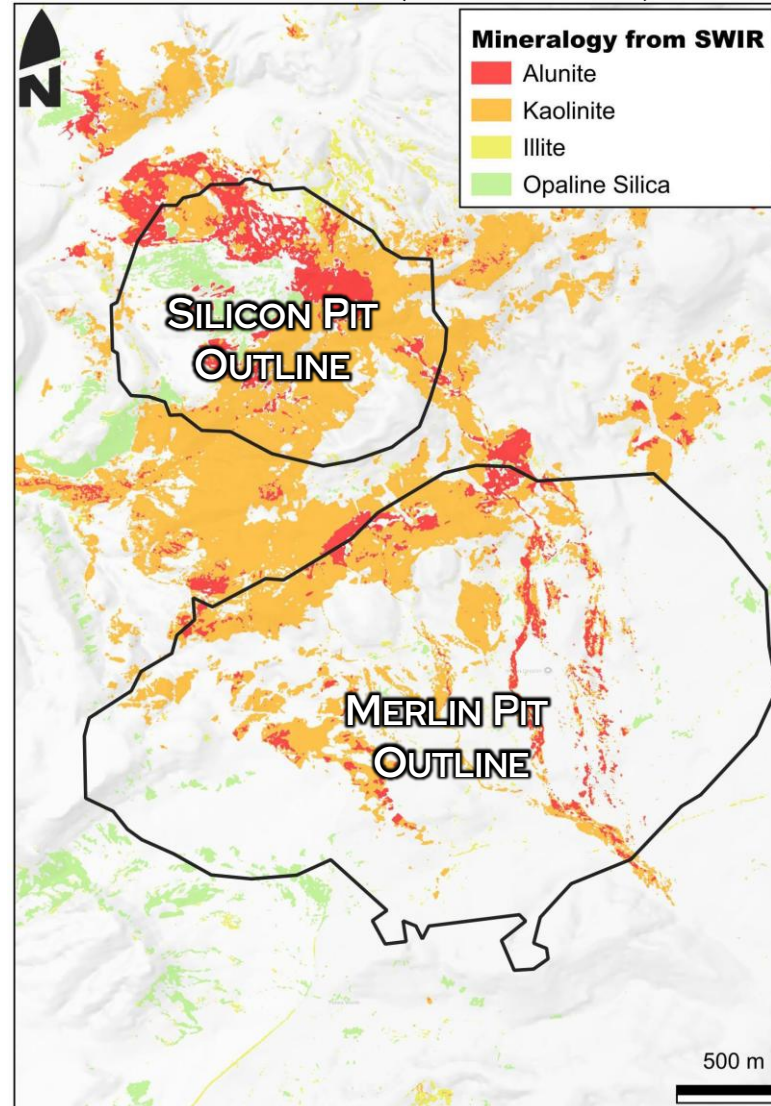 N
Mineralogy from SWIR
Alunite
Kaolinite
Illite
Opaline Silica
SILICON PIT
OUTLINE
MERLIN PIT
OUTLINE
500 m